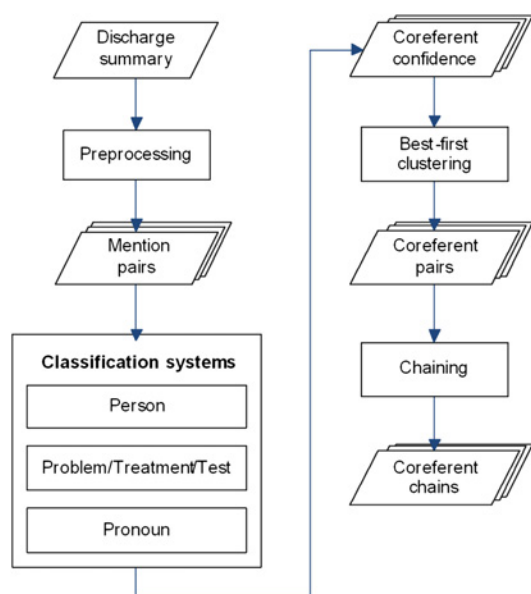 Discharge
summary
Preprocessing
Mention
pairs
Classification systems
Person
Problem/Treatment/Test
Pronoun
Coreferent
confidence
Best-first
clustering
Coreferent
pairs
Chaining
Coreferent
chains